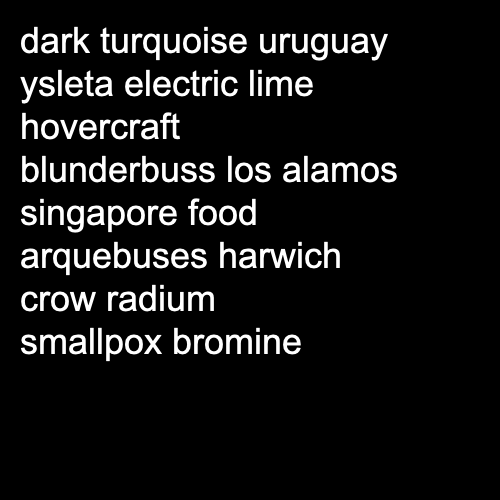 dark turquoise uruguay
ysleta electric lime
hovercraft
blunderbuss los alamos
singapore food
arquebuses harwich
crow radium
smallpox bromine